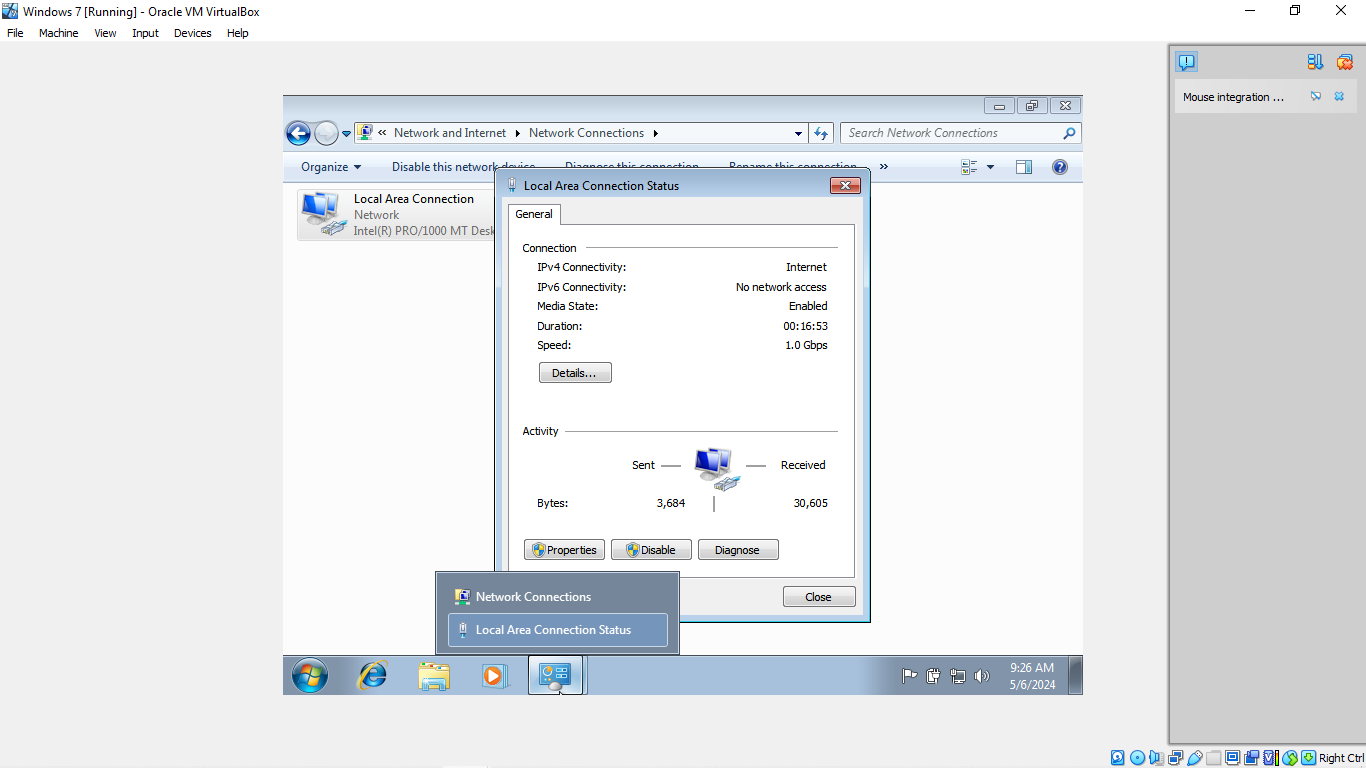 Windows 7 [Running] - Oracle VM VirtualBox
File Machine View Input Devices Help
Mouse integration ...
« Network and Internet Network Connections
Search Network Connections
Organize Disable this network device Diagnose this connection Rename this connection »
Local Area Connection
Network
Intel(R) PRO/1000 MT Desk
Local Area Connection Status
General
Connection
IPv4 Connectivity: Internet
IPv6 Connectivity: No network access
Media State: Enabled
Duration: 00:16:53
Speed: 1.0 Gbps
Details...
Activity
Sent Received
Bytes: 3,684 30,605
Properties Disable Diagnose
Close
Network Connections
Local Area Connection Status
9:26 AM
5/6/2024
Right Ctrl